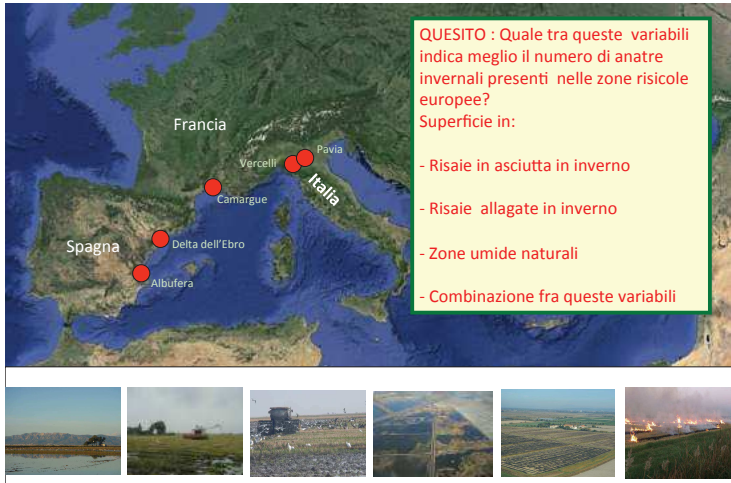 QUESITO : Quale tra queste variabili
indica meglio il numero di anatre
invernali presenti nelle zone risicole
europee?
Superficie in:
- Risaie in asciutta in inverno
- Risaie allagate in inverno
- Zone umide naturali
- Combinazione fra queste variabili
Francia
Pavia
Vercelli
Italia
Camargue
Spagna
Delta dell'Ebro
Albufera